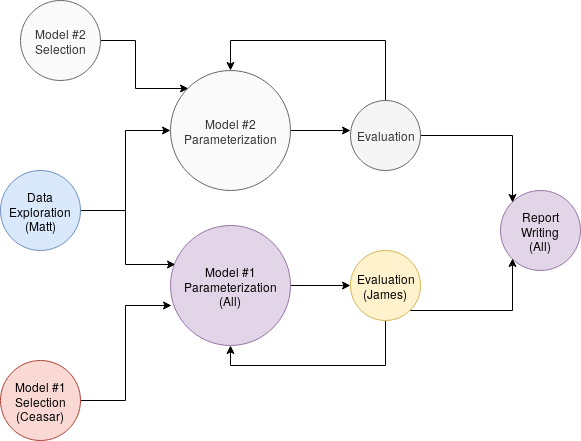 Model #2
Selection
Model #2
Parameterization
Evaluation
Data
Exploration
(Matt)
Report
Writing
(All)
Model #1
Parameterization
(All)
Evaluation
(James)
Model #1
Selection
(Ceasar)